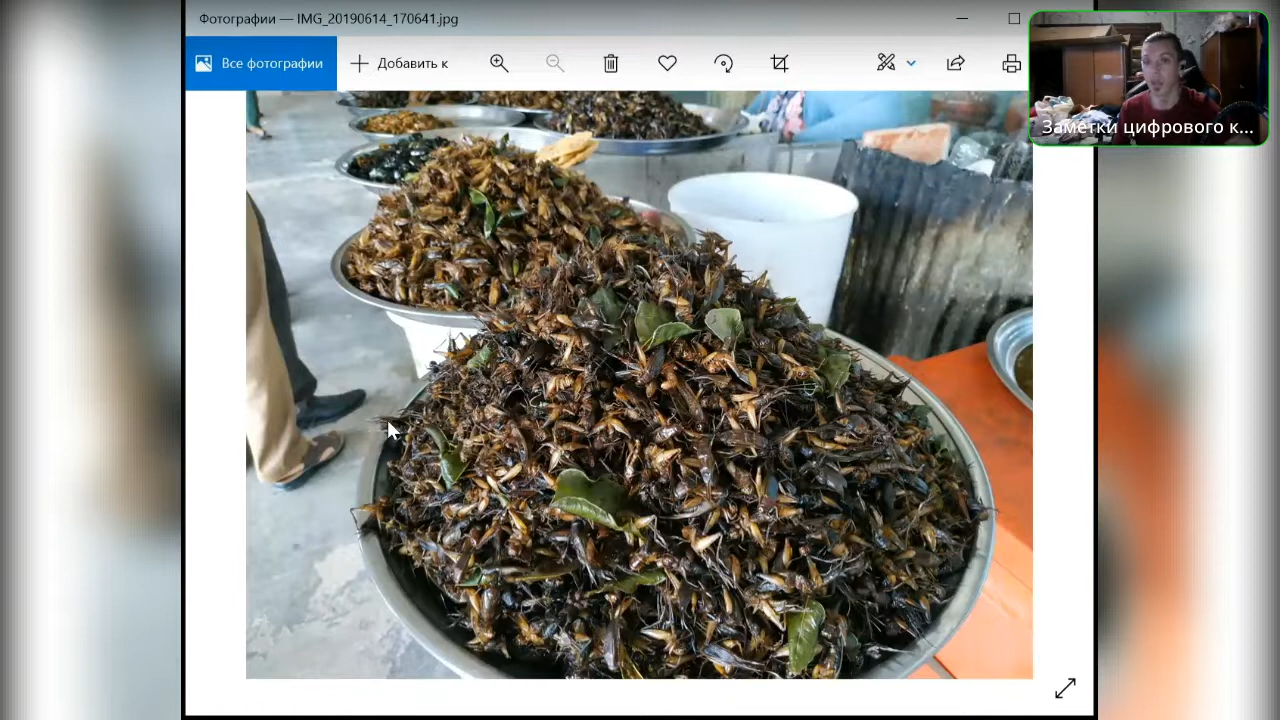 Фотографии — IMG_20190614_170641.jpg
Все фотографии
Добавить к
Заметки цифрового к...